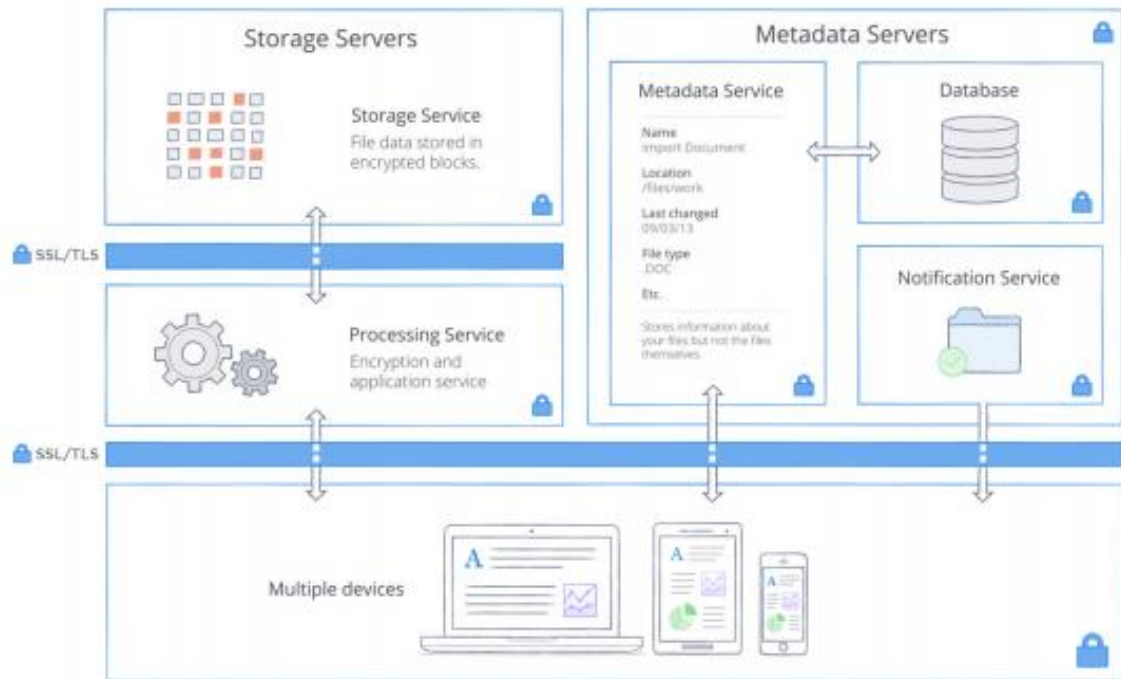 Storage Servers
Storage Service
File data stored in
encrypted blocks.
SSL/TLS
Processing Service
Encryption and
application service
Metadata Servers
Metadata Service
Name
Import Document
Location
/files/work
Last changed
09/03/13
File type
.DOC
Etc.
Stores information about
your files but not the files
themselves.
Database
Notification Service
SSL/TLS
Multiple devices
A
A
A